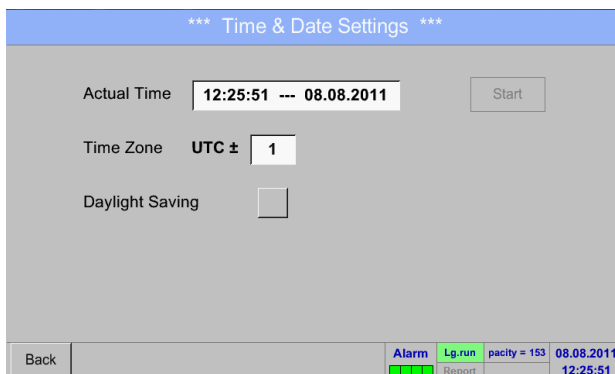 *** Time & Date Settings ***
Actual Time 12:25:51 --- 08.08.2011 Start
Time Zone UTC ± 1
Daylight Saving
Back Alarm Lg.run pacity = 153 08.08.2011
Report 12:25:51